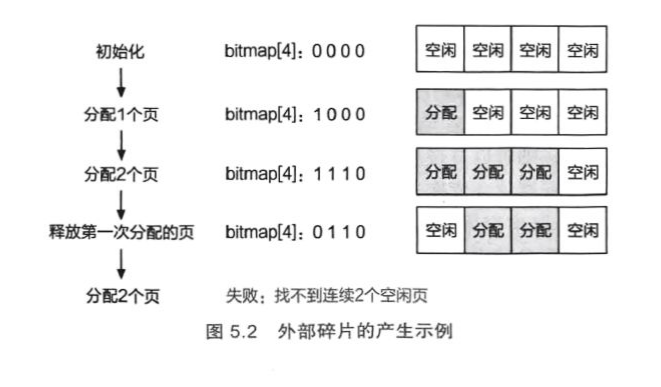 初始化 bitmap[4]：0 0 0 0 空闲 空闲 空闲 空闲
分配1个页 bitmap[4]：1 0 0 0 分配 空闲 空闲 空闲
分配2个页 bitmap[4]：1 1 1 0 分配 分配 分配 空闲
释放第一次分配的页 bitmap[4]：0 1 1 0 空闲 分配 分配 空闲
分配2个页 失败；找不到连续2个空闲页
图 5.2 外部碎片的产生示例